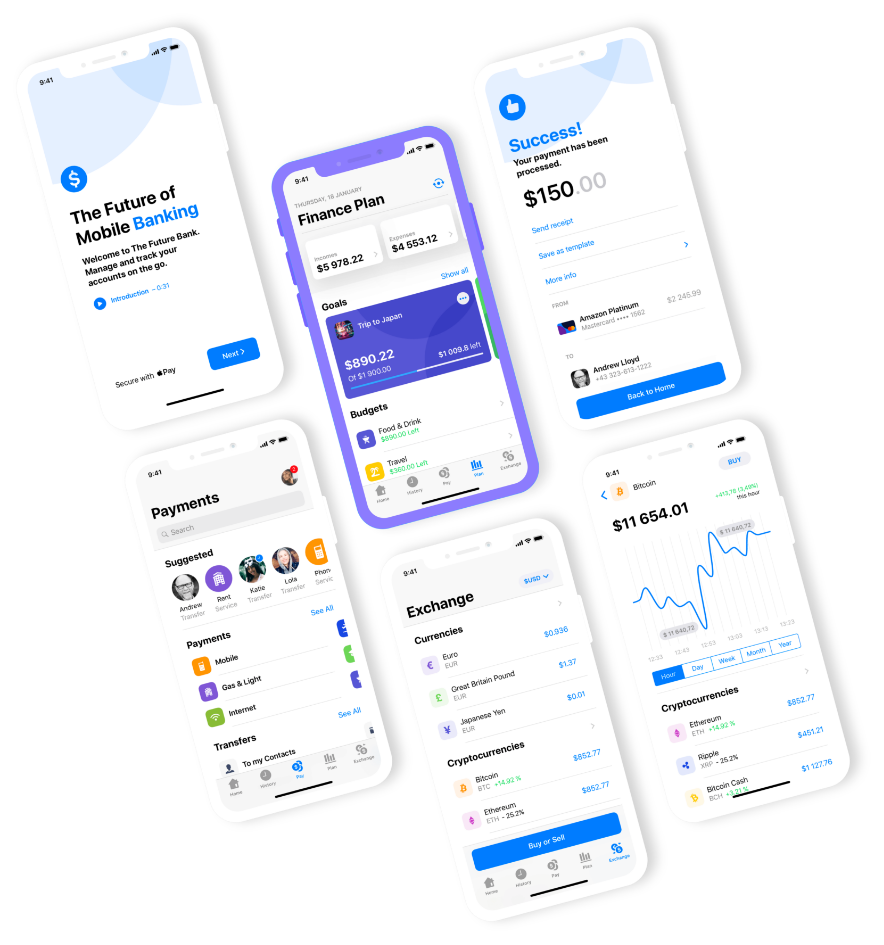 9:41
The Future of
Mobile Banking
Welcome to The Future Bank.
Manage and track your
accounts on the go.
Introduction – 0:31
Secure with Pay
Next
9:41
THURSDAY, 16 JANUARY
Finance Plan
Incomes
$5 978.22
Expenses
$4 553.12
Goals
Show all
Trip to Japan
$890.22
Of $1 900.00
$1 009.8 left
Budgets
Food & Drink
$890.00 Left
Travel
$360.00 Left
Home
History
Pay
Plan
Exchange
Success!
Your payment has been
processed.
$150.00
Send receipt
Save as template
More info
FROM
Amazon Platinum
Mastercard •••• 1562
$2 245.99
TO
Andrew Lloyd
+43 323-613-1223
Back to Home
9:41
Payments
Search
Suggested
Andrew
Transfer
Rent
Service
Katie
Transfer
Lola
Transfer
Phon
Servic
Payments
See All
Mobile
Gas & Light
Internet
Transfers
See All
To my Contacts
Home
History
Pay
Plan
Exchange
9:41
Exchange
$USD
Currencies
Euro
EUR
$0.936
Great Britain Pound
EUR
$1.37
Japanese Yen
EUR
$0.01
Cryptocurrencies
Bitcoin
BTC +14.92 %
$852.77
Ethereum
ETH - 25.2%
$852.77
Buy or Sell
Home
History
Pay
Plan
Exchange
9:41
Bitcoin
BUY
$11 654.01
+413,78 (3,49%)
this hour
$ 11 640,72
$ 11 640,72
12:33
12:43
12:53
13:03
13:13
13:23
Hour
Day
Week
Month
Year
Cryptocurrencies
Ethereum
ETH +14.92 %
$852.77
Ripple
XRP - 25.2%
$451.21
Bitcoin Cash
BCH +3.21 %
$1 127.76